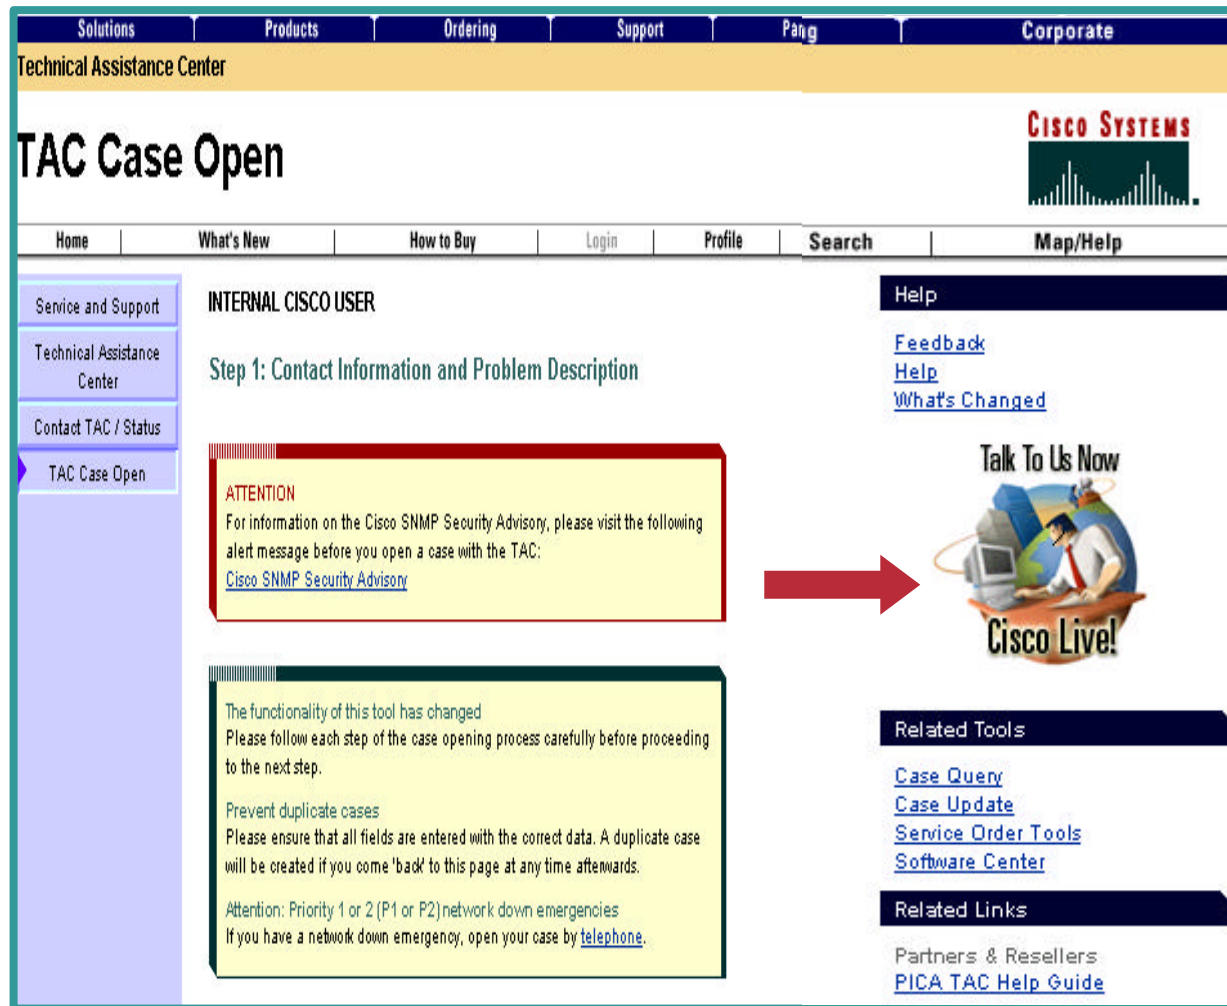 Solutions Products Ordering Support Pang Corporate
Technical Assistance Center
TAC Case Open
CISCO SYSTEMS
Home What's New How to Buy Login Profile Search Map/Help
Service and Support
Technical Assistance
Center
Contact TAC / Status
TAC Case Open
INTERNAL CISCO USER
Step 1: Contact Information and Problem Description
ATTENTION
For information on the Cisco SNMP Security Advisory, please visit the following
alert message before you open a case with the TAC:
Cisco SNMP Security Advisory
The functionality of this tool has changed
Please follow each step of the case opening process carefully before proceeding
to the next step.
Prevent duplicate cases
Please ensure that all fields are entered with the correct data. A duplicate case
will be created if you come 'back' to this page at any time afterwards.
Attention: Priority 1 or 2 (P1 or P2) network down emergencies
If you have a network down emergency, open your case by telephone.
Help
Feedback
Help
What's Changed
Talk To Us Now
Cisco Live!
Related Tools
Case Query
Case Update
Service Order Tools
Software Center
Related Links
Partners & Resellers
PICA TAC Help Guide